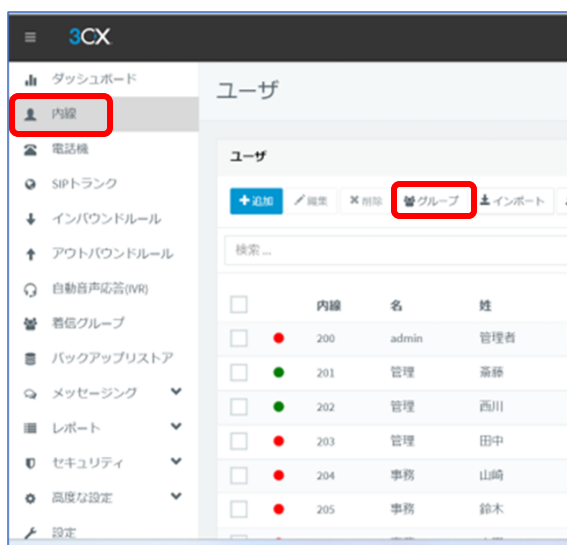 3CX
ダッシュボード
内線
電話機
SIPトランク
インバウンドルール
アウトバウンドルール
自動音声応答(IVR)
着信グループ
バックアップリストア
メッセージング
レポート
セキュリティ
高度な設定
設定
ユーザ
ユーザ
+追加 編集 ×削除 グループ インポート
検索 ...
内線 名 姓
200 admin 管理者
201 管理 斎藤
202 管理 西川
203 管理 田中
204 事務 山崎
205 事務 鈴木